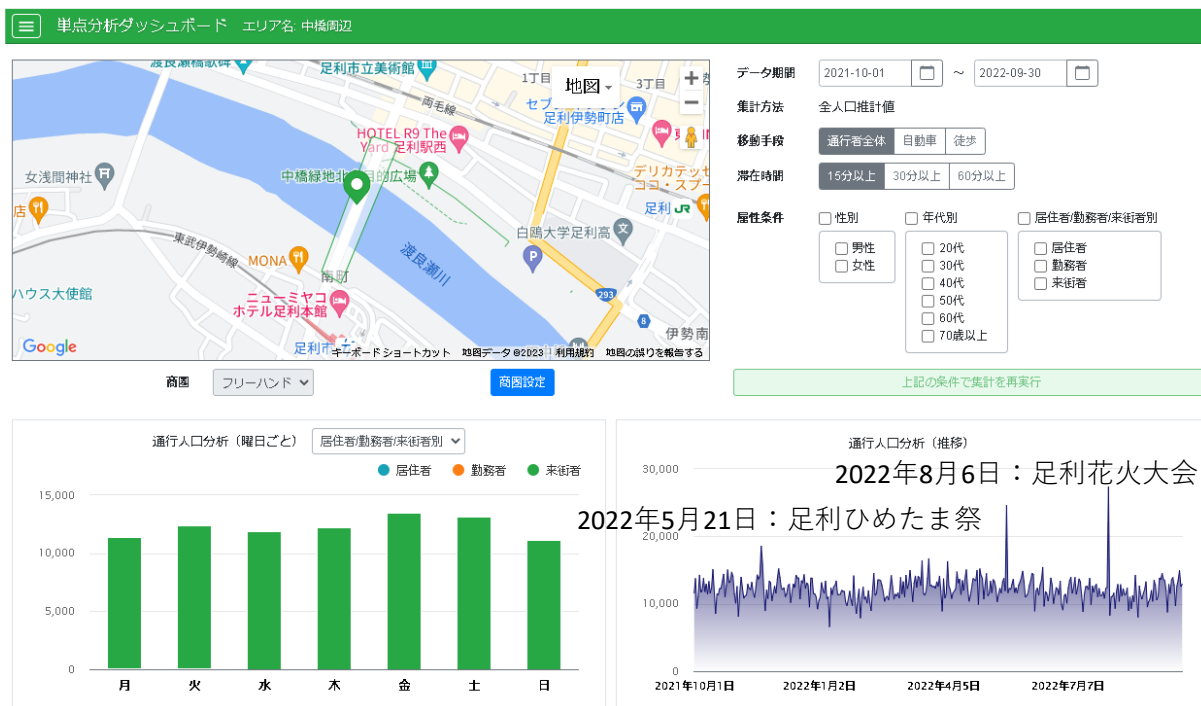 単点分析ダッシュボード エリア名: 中橋周辺
渡良瀬橋歌碑
足利市立美術館
1丁目
地図
3丁目
両毛線
セブン
足利伊勢町店
HOTEL R9 The
Yard 足利駅西
女浅間神社
中橋緑地北
目的広場
デリカテッセ
ココ・スプー
店
足利 JR
東武伊勢崎線
白鴎大学足利高
MONA
渡良瀬川
南町
ハウス大使館
ニューミヤコ
ホテル足利本館
293
8
伊勢南
Google
足利市
キーボード ショートカット 地図データ ©2023 利用規約 地図の誤りを報告する
データ期間 2021-10-01 ~ 2022-09-30
集計方法 全人口推計値
移動手段 通行者全体 自動車 徒歩
滞在時間 15分以上 30分以上 60分以上
属性条件 性別 年代別 居住者/勤務者/来街者別
男性 20代 居住者
女性 30代 勤務者
40代 来街者
50代
60代
70歳以上
商圏 フリーハンド 商圏設定 上記の条件で集計を再実行
通行人口分析（曜日ごと） 居住者/勤務者/来街者別
居住者 勤務者 来街者
15,000
10,000
5,000
0
月 火 水 木 金 土 日
通行人口分析（推移）
30,000
2022年8月6日：足利花火大会
2022年5月21日：足利ひめたま祭
20,000
10,000
0
2021年10月1日 2022年1月2日 2022年4月5日 2022年7月7日